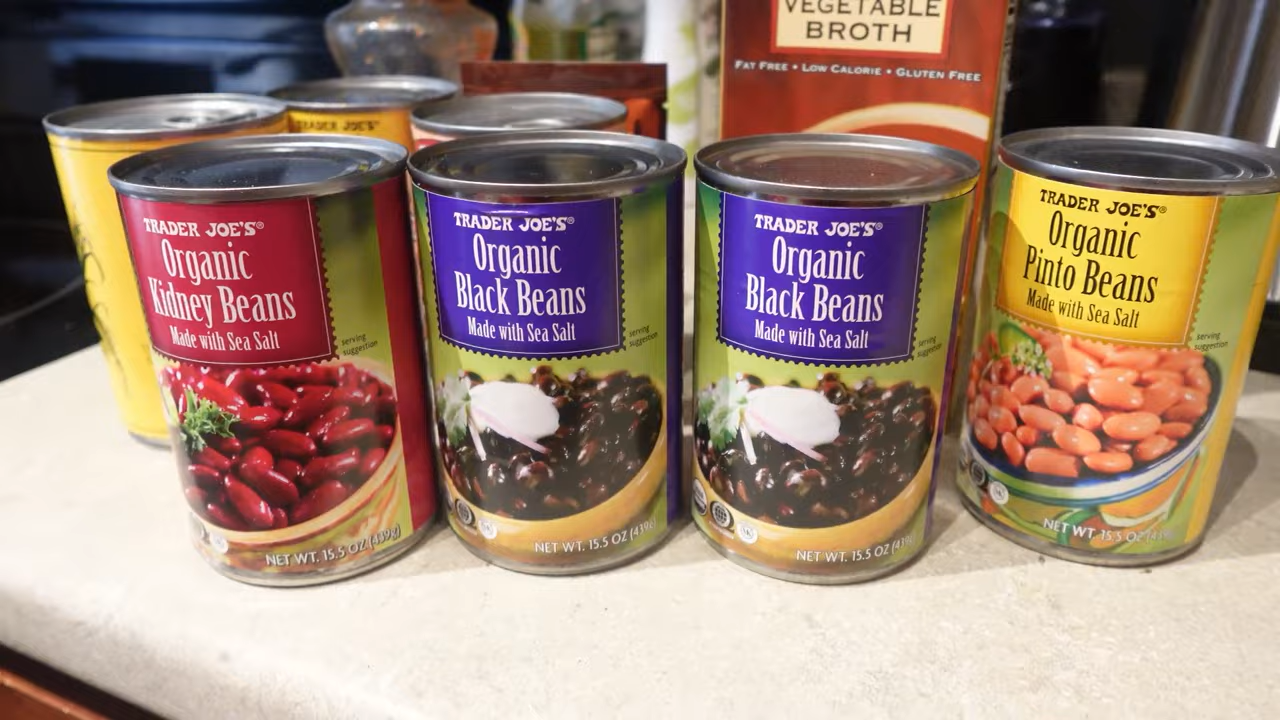 VEGETABLE
BROTH
FAT FREE • LOW CALORIE • GLUTEN FREE
TRADER JOE'S
TRADER JOE'S®
Organic
Kidney Beans
Made with Sea Salt
serving
suggestion
NET WT. 15.5 OZ (439g)
TRADER JOE'S®
Organic
Black Beans
Made with Sea Salt
serving
suggestion
NET WT. 15.5 OZ (439g)
TRADER JOE'S®
Organic
Black Beans
Made with Sea Salt
serving
suggestion
NET WT. 15.5 OZ (439
TRADER JOE'S®
Organic
Pinto Beans
Made with Sea Salt
serving
suggestion
NET WT. 15.5 OZ (439